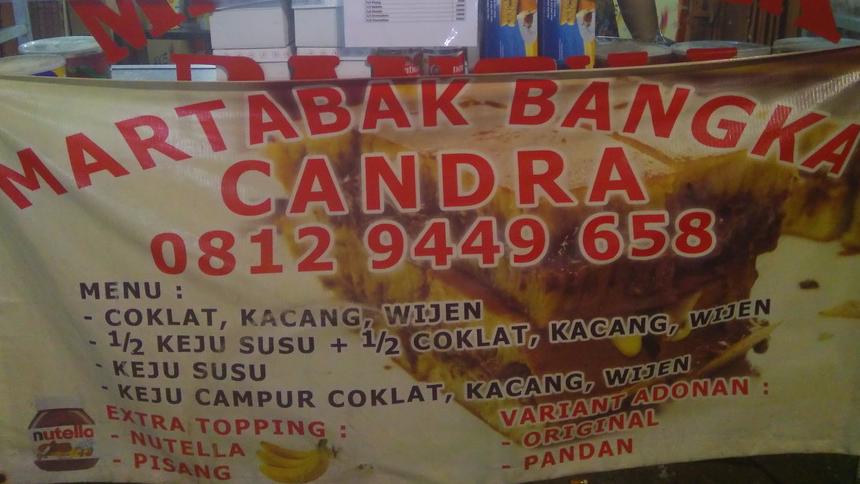 MARTABAK BANGKA
CANDRA
0812 9449 658
MENU :
- COKLAT, KACANG, WIJEN
- 1/2 KEJU SUSU + 1/2 COKLAT, KACANG, WIJEN
- KEJU SUSU
- KEJU CAMPUR COKLAT, KACANG, WIJEN
EXTRA TOPPING :
- NUTELLA
- PISANG
nutella
VARIANT ADONAN :
- ORIGINAL
- PANDAN